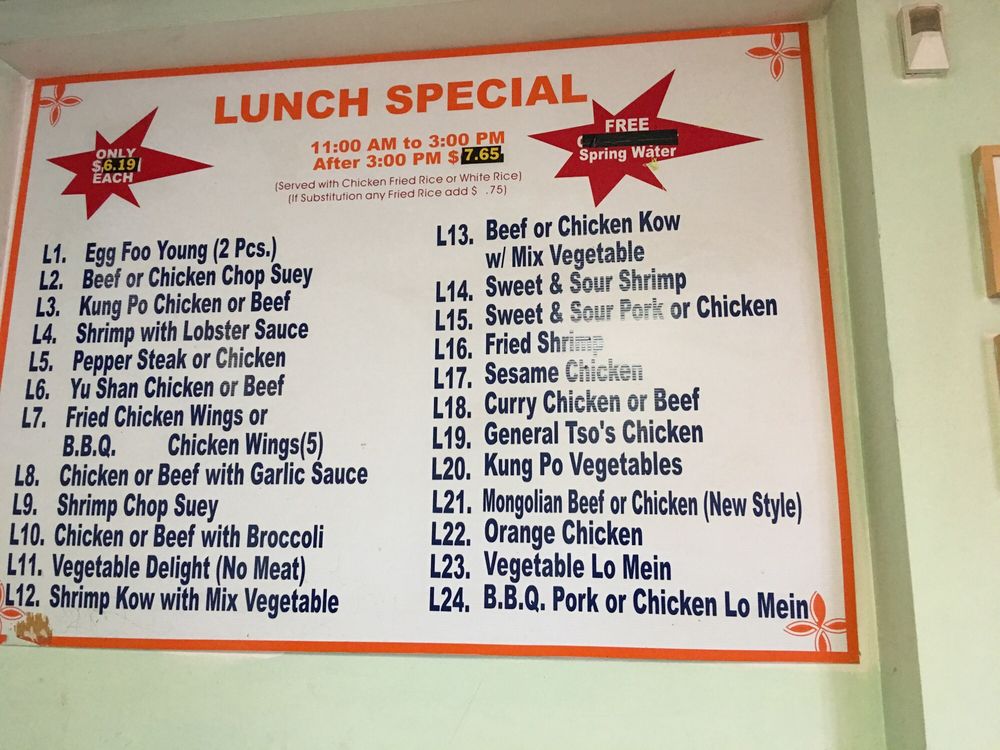 LUNCH SPECIAL
ONLY
$6.19
EACH
11:00 AM to 3:00 PM
After 3:00 PM $7.65
(Served with Chicken Fried Rice or White Rice)
(If Substitution any Fried Rice add $ .75)
FREE
Spring Water
L1. Egg Foo Young (2 Pcs.)
L2. Beef or Chicken Chop Suey
L3. Kung Po Chicken or Beef
L4. Shrimp with Lobster Sauce
L5. Pepper Steak or Chicken
L6. Yu Shan Chicken or Beef
L7. Fried Chicken Wings or
B.B.Q. Chicken Wings(5)
L8. Chicken or Beef with Garlic Sauce
L9. Shrimp Chop Suey
L10. Chicken or Beef with Broccoli
L11. Vegetable Delight (No Meat)
L12. Shrimp Kow with Mix Vegetable
L13. Beef or Chicken Kow
w/ Mix Vegetable
L14. Sweet & Sour Shrimp
L15. Sweet & Sour Pork or Chicken
L16. Fried Shrimp
L17. Sesame Chicken
L18. Curry Chicken or Beef
L19. General Tso's Chicken
L20. Kung Po Vegetables
L21. Mongolian Beef or Chicken (New Style)
L22. Orange Chicken
L23. Vegetable Lo Mein
L24. B.B.Q. Pork or Chicken Lo Mein